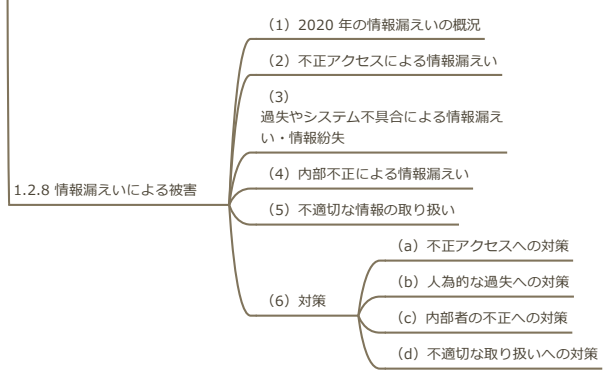 1.2.8 情報漏えいによる被害
（1）2020 年の情報漏えいの概況
（2）不正アクセスによる情報漏えい
（3）
過失やシステム不具合による情報漏え
い・情報紛失
（4）内部不正による情報漏えい
（5）不適切な情報の取り扱い
（6）対策
（a）不正アクセスへの対策
（b）人為的な過失への対策
（c）内部者の不正への対策
（d）不適切な取り扱いへの対策